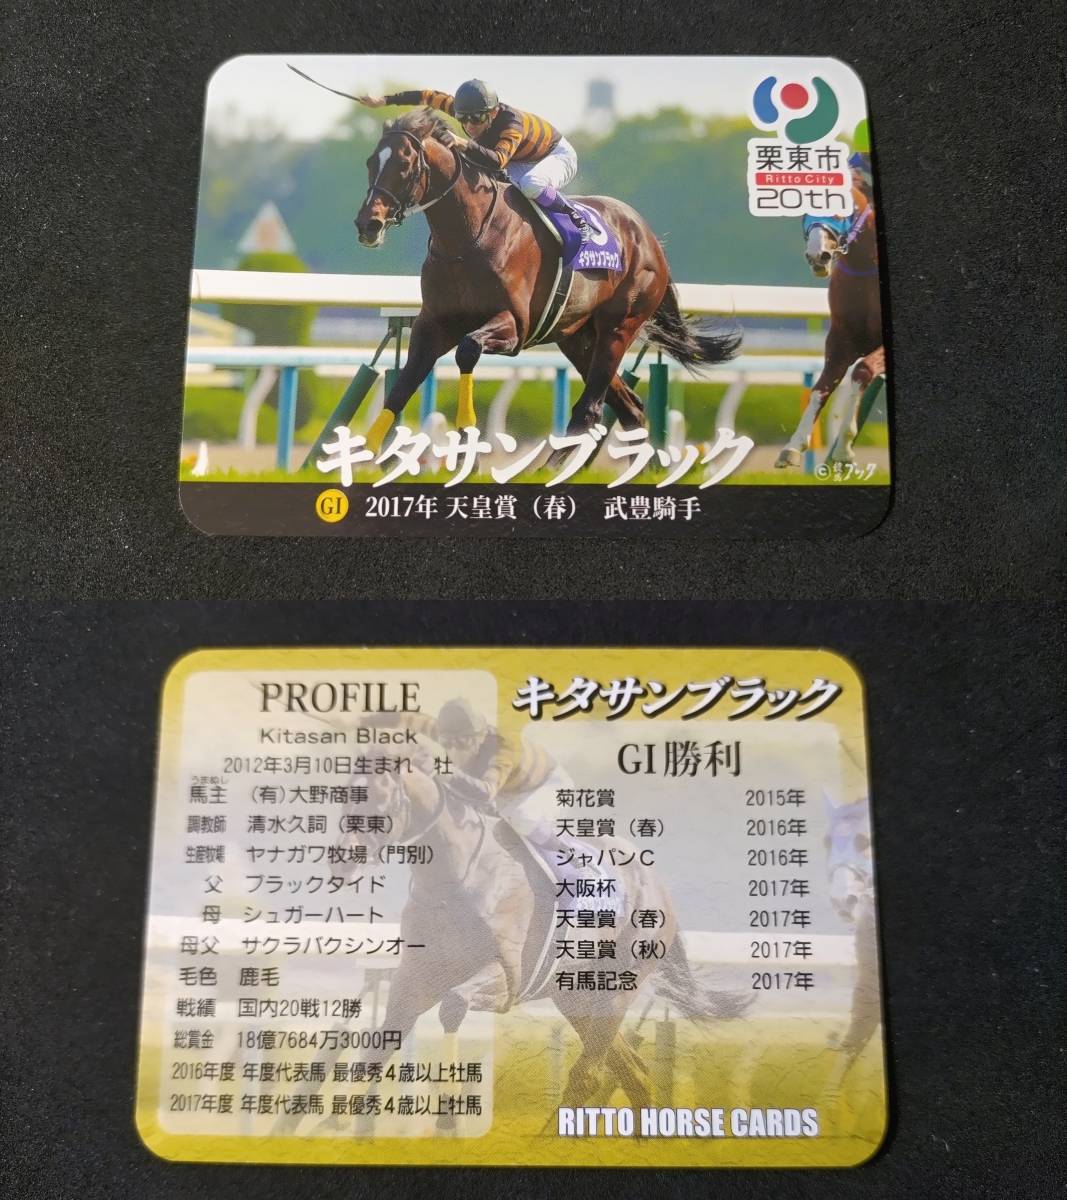 栗東市
Ritto City
20th
キタサンブラック
キタサンブラック
©競馬ブック
GI 2017年 天皇賞（春） 武豊騎手
PROFILE
Kitasan Black
2012年3月10日生まれ 牡
うまぬし
馬主 （有）大野商事
調教師 清水久詞（栗東）
生産牧場 ヤナガワ牧場（門別）
父 ブラックタイド
母 シュガーハート
母父 サクラバクシンオー
毛色 鹿毛
戦績 国内20戦12勝
総賞金 18億7684万3000円
2016年度 年度代表馬 最優秀4歳以上牡馬
2017年度 年度代表馬 最優秀4歳以上牡馬
キタサンブラック
GI勝利
菊花賞 2015年
天皇賞（春） 2016年
ジャパンC 2016年
大阪杯 2017年
天皇賞（春） 2017年
天皇賞（秋） 2017年
有馬記念 2017年
RITTO HORSE CARDS